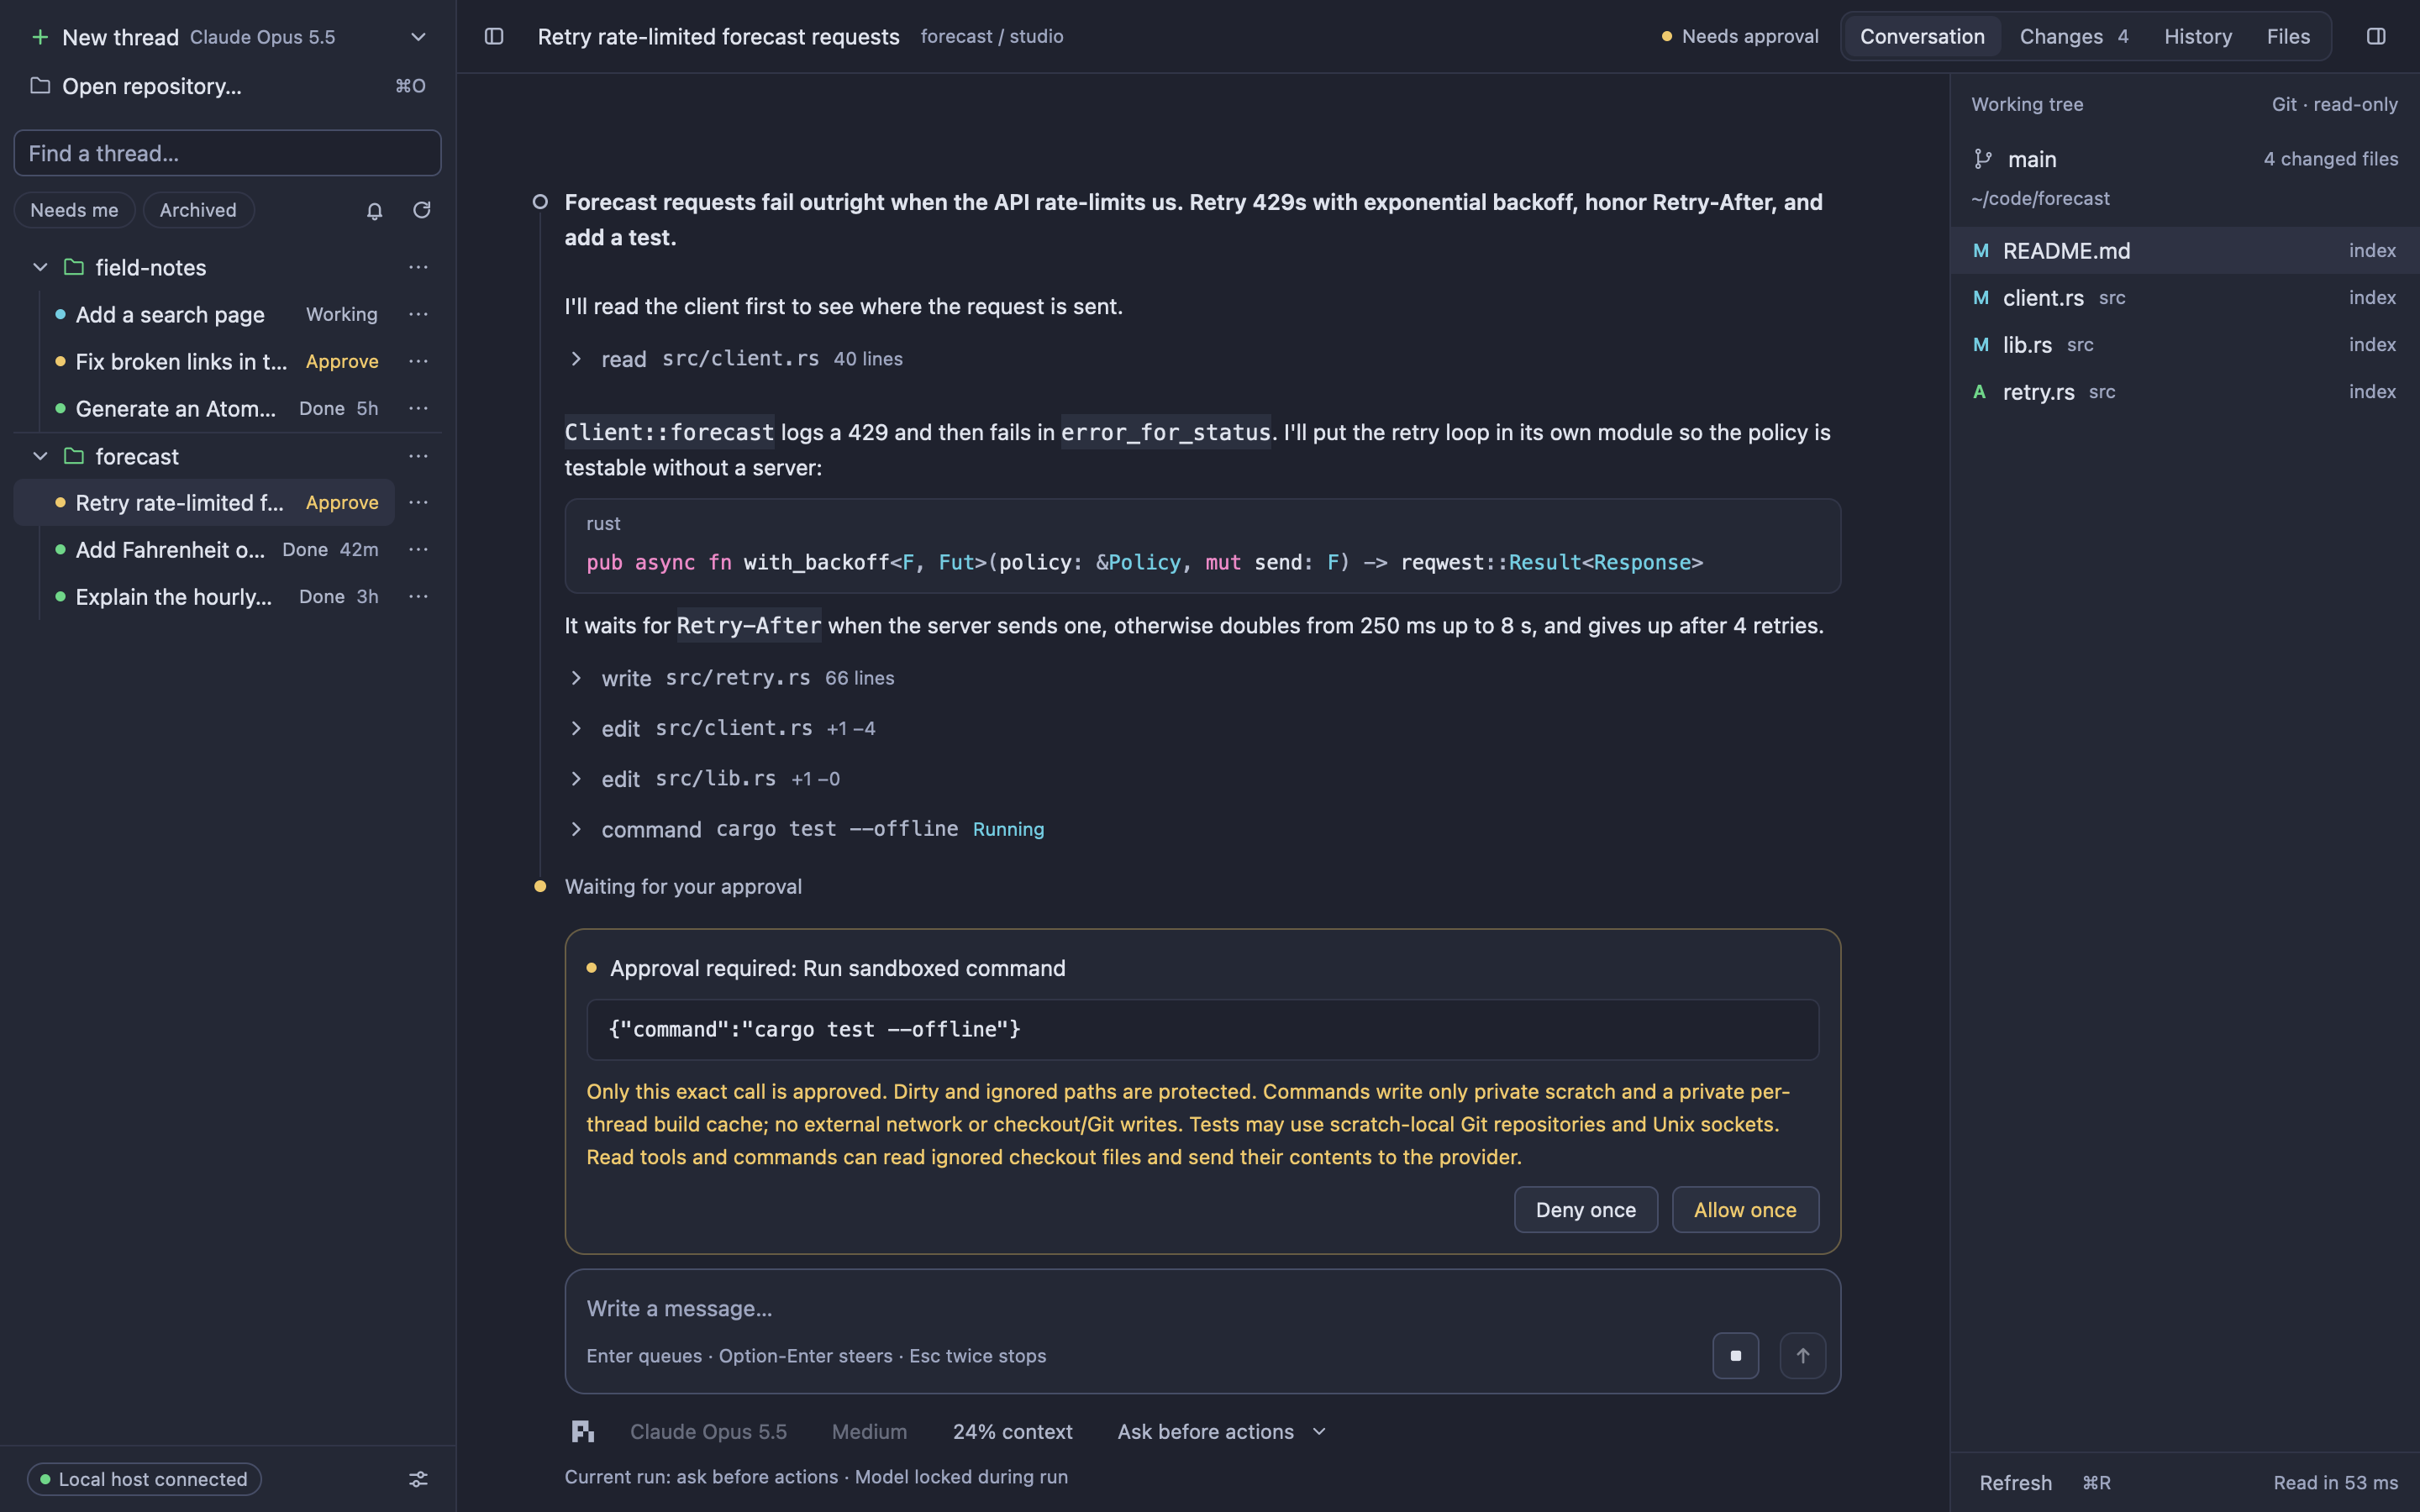 New thread Claude Opus 5.5
Open repository... ⌘O
Find a thread...
Needs me Archived
field-notes
Add a search page Working
Fix broken links in t... Approve
Generate an Atom... Done 5h
forecast
Retry rate-limited f... Approve
Add Fahrenheit o... Done 42m
Explain the hourly... Done 3h
Local host connected
Retry rate-limited forecast requests forecast / studio
Needs approval
Conversation Changes 4 History Files
Forecast requests fail outright when the API rate-limits us. Retry 429s with exponential backoff, honor Retry-After, and
add a test.
I'll read the client first to see where the request is sent.
read src/client.rs 40 lines
Client::forecast logs a 429 and then fails in error_for_status. I'll put the retry loop in its own module so the policy is
testable without a server:
rust
pub async fn with_backoff<F, Fut>(policy: &Policy, mut send: F) -> reqwest::Result<Response>
It waits for Retry-After when the server sends one, otherwise doubles from 250 ms up to 8 s, and gives up after 4 retries.
write src/retry.rs 66 lines
edit src/client.rs +1 −4
edit src/lib.rs +1 −0
command cargo test --offline Running
Waiting for your approval
Approval required: Run sandboxed command
{"command":"cargo test --offline"}
Only this exact call is approved. Dirty and ignored paths are protected. Commands write only private scratch and a private per-
thread build cache; no external network or checkout/Git writes. Tests may use scratch-local Git repositories and Unix sockets.
Read tools and commands can read ignored checkout files and send their contents to the provider.
Deny once Allow once
Write a message...
Enter queues · Option-Enter steers · Esc twice stops
Claude Opus 5.5 Medium 24% context Ask before actions
Current run: ask before actions · Model locked during run
Working tree Git · read-only
main 4 changed files
~/code/forecast
M README.md index
M client.rs src index
M lib.rs src index
A retry.rs src index
Refresh ⌘R Read in 53 ms